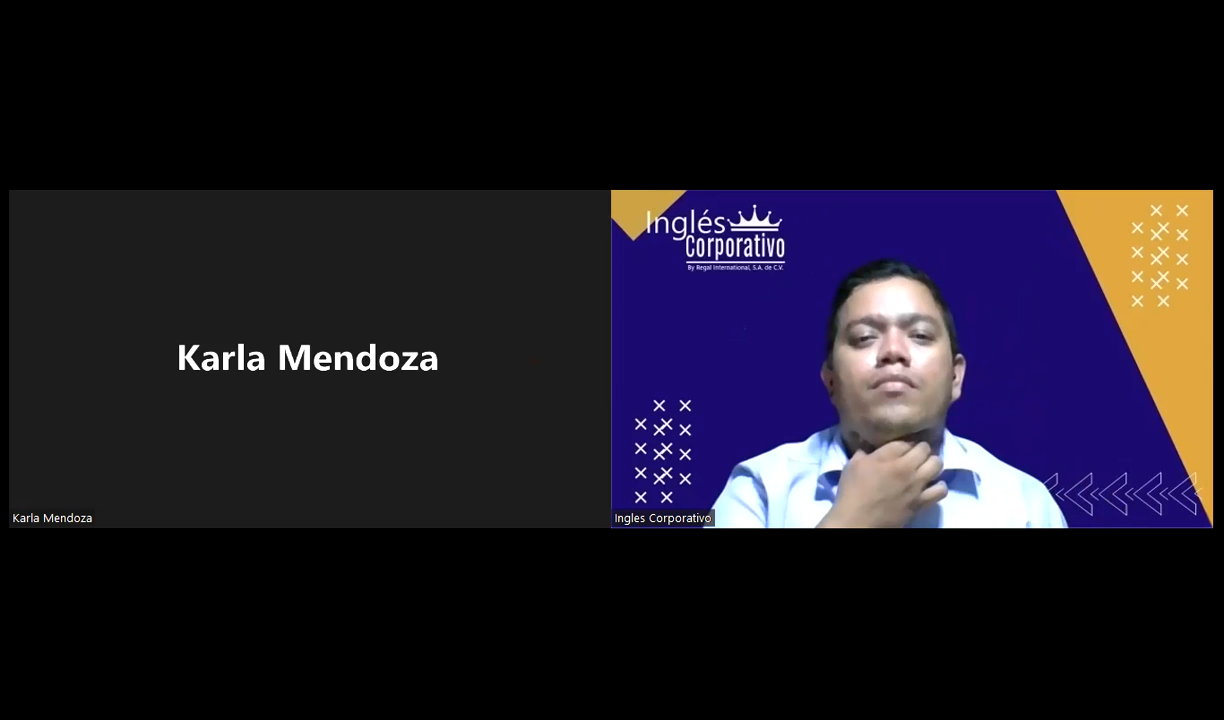 Karla Mendoza
Karla Mendoza
Inglés
Corporativo
By Regal International, S.A. de C.V.
Ingles Corporativo